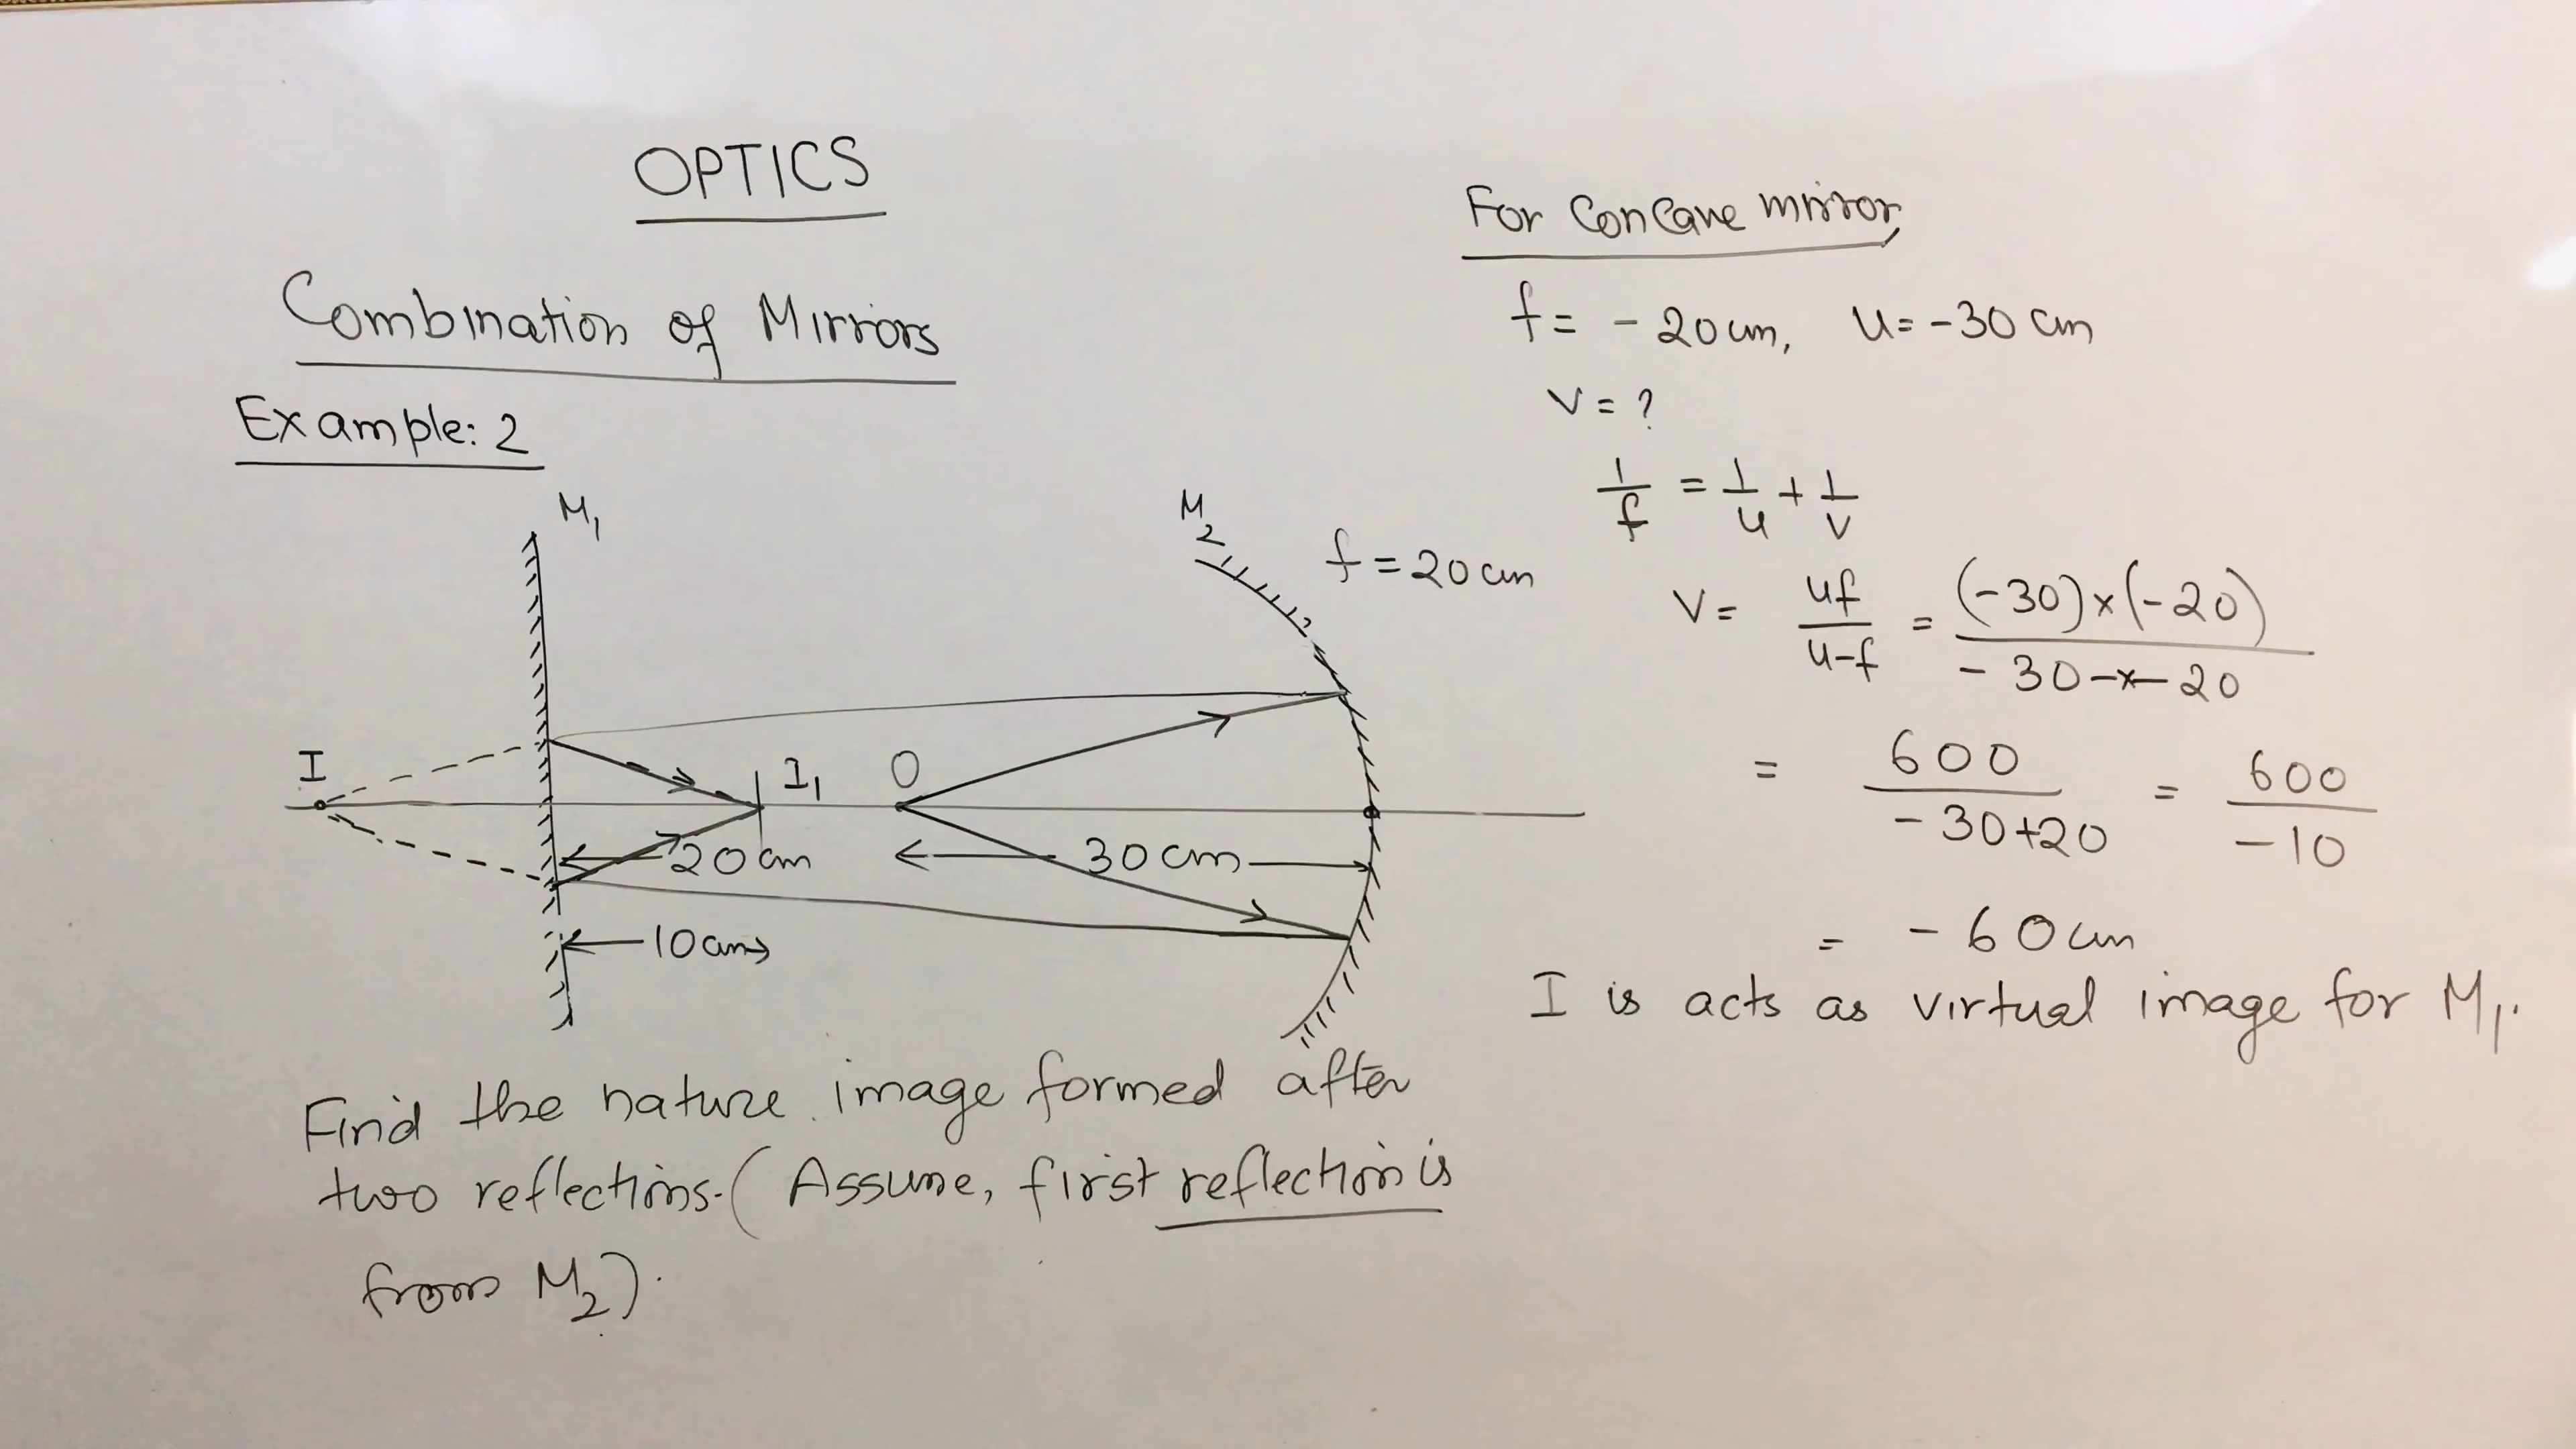 OPTICS
Combination of Mirrors
Example: 2
M₁
M₂
f = 20 cm
I
I₁
O
20 cm
30 cm
10 cm
Find the nature image formed after
two reflections. (Assume, first reflection is
from M₂).
For Concave mirror,
f = - 20 cm, u = -30 cm
v = ?
1/f = 1/u + 1/v
v = uf/(u-f) = (-30)×(-20)/(-30-×-20)
= 600/(-30+20) = 600/(-10)
= - 60 cm
I is acts as virtual image for M₁.